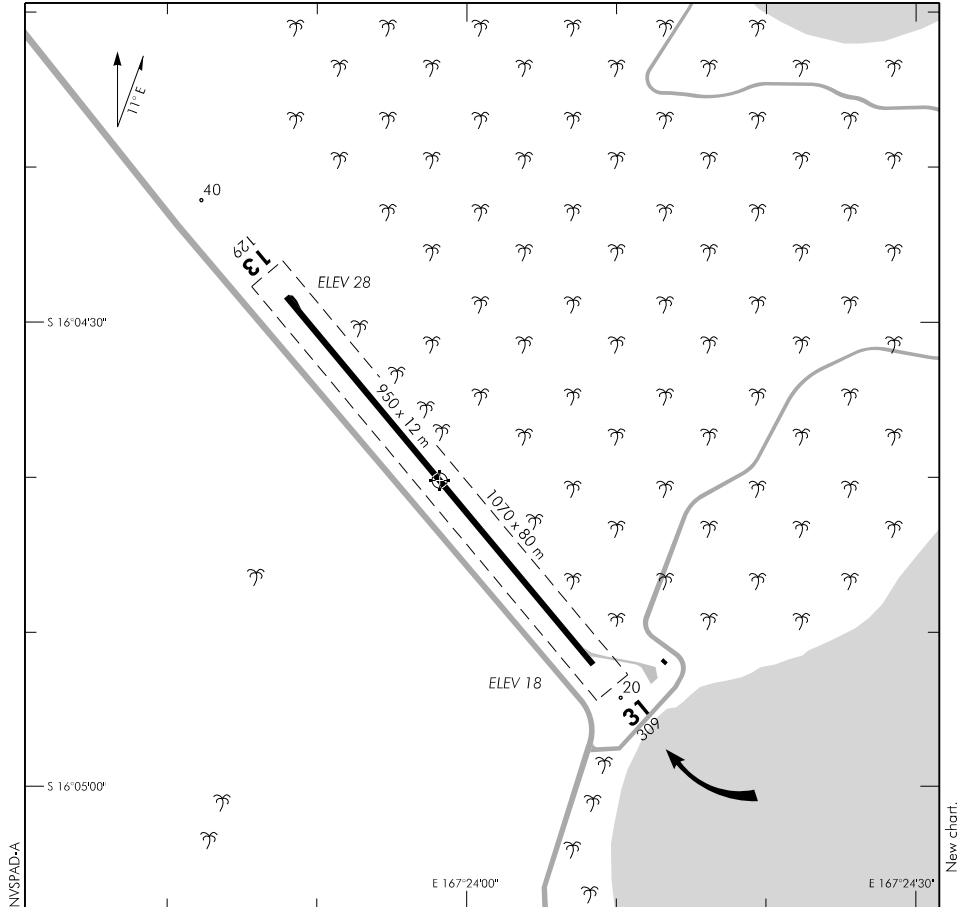 11° E
40
129
13
ELEV 28
S 16°04'30"
950 x 12 m
1070 x 80 m
ELEV 18
20
31
309
S 16°05'00"
E 167°24'00"
E 167°24'30"
NVSPAD-A
New chart.